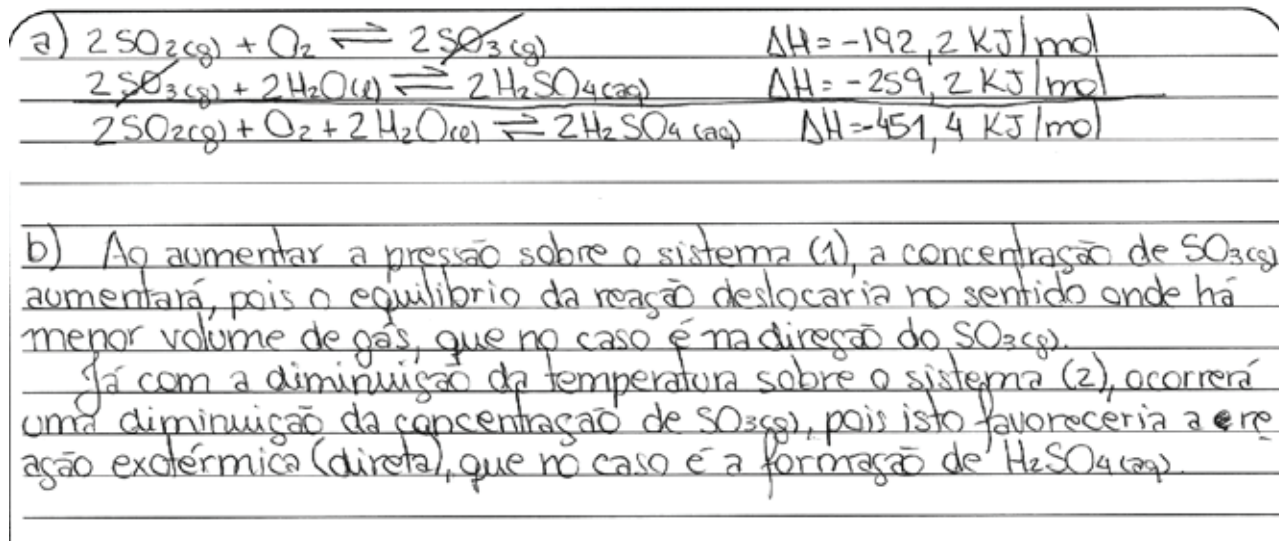 a) 2SO2(g) + O2 ⇌ 2SO3(g) ΔH = -192,2 KJ/mol
2SO3(g) + 2H2O(l) ⇌ 2H2SO4(aq) ΔH = -259,2 KJ/mol
2SO2(g) + O2 + 2H2O(l) ⇌ 2H2SO4(aq) ΔH = -451,4 KJ/mol
b) Ao aumentar a pressão sobre o sistema (1), a concentração de SO3(g)
aumentará, pois o equilíbrio da reação deslocaria no sentido onde há
menor volume de gás, que no caso é na direção do SO3(g).
Já com a diminuição da temperatura sobre o sistema (2), ocorrerá
uma diminuição da concentração de SO3(g), pois isto favoreceria a re
ação exotérmica (direta), que no caso é a formação de H2SO4(aq).